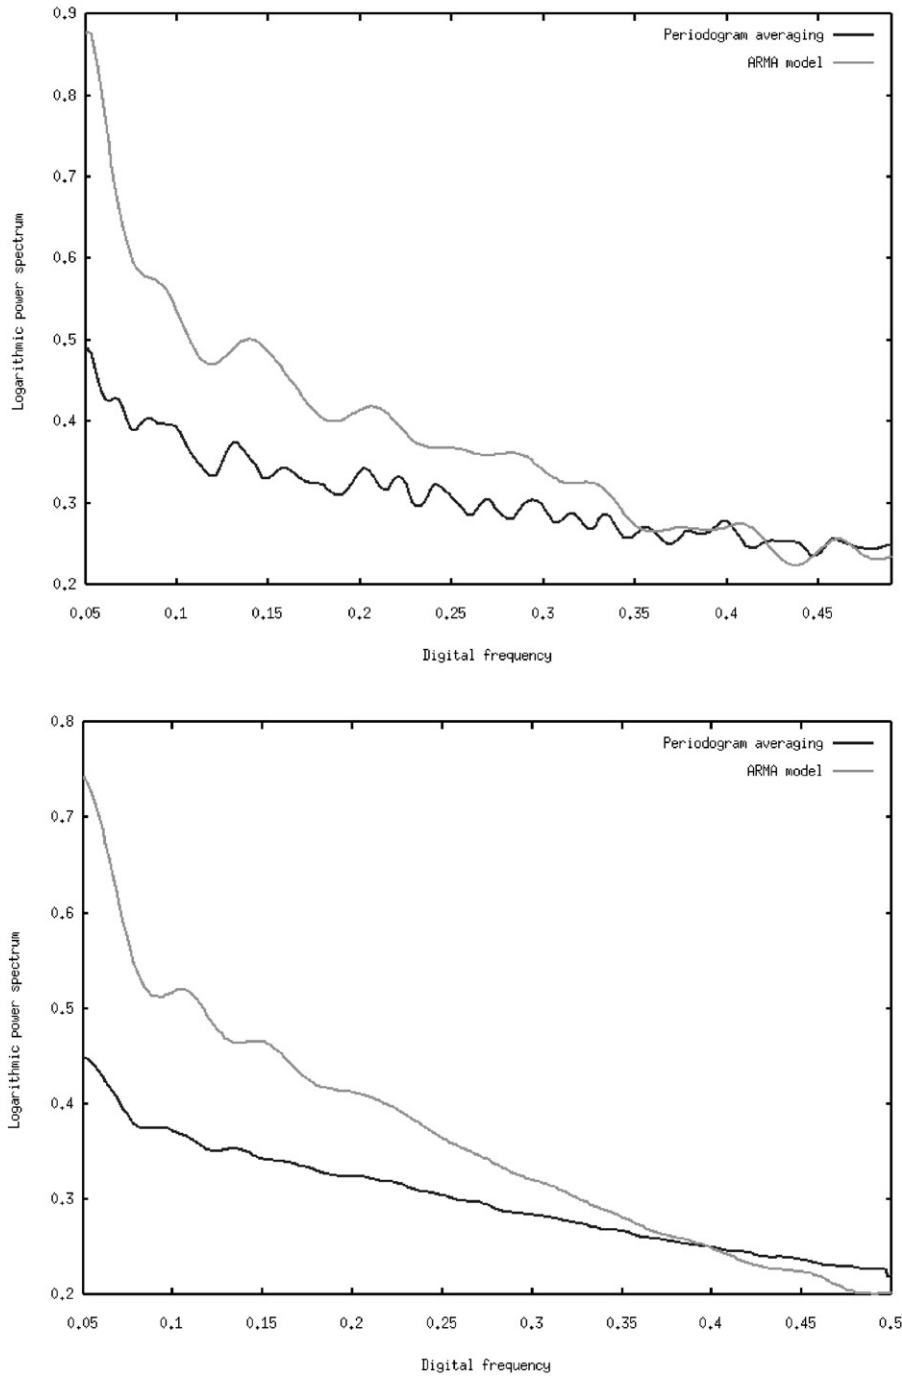 0.9
Periodogram averaging
ARMA model
0.8
0.7
0.6
Logarithmic power spectrum
0.5
0.4
0.3
0.2
0.05 0.1 0.15 0.2 0.25 0.3 0.35 0.4 0.45
Digital frequency
0.8
Periodogram averaging
ARMA model
0.7
0.6
0.5
Logarithmic power spectrum
0.4
0.3
0.2
0.05 0.1 0.15 0.2 0.25 0.3 0.35 0.4 0.45 0.5
Digital frequency